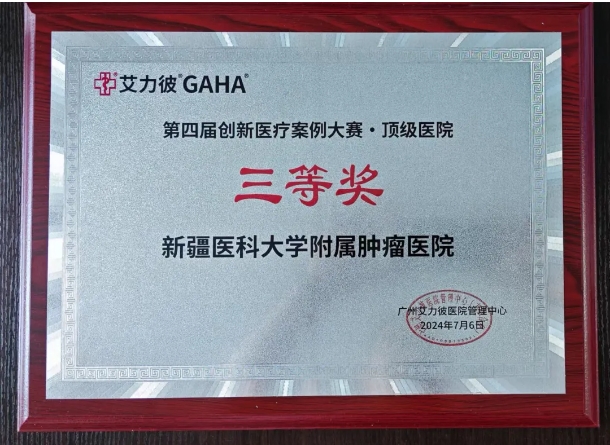 艾力彼®GAHA®
第四届创新医疗案例大赛·顶级医院
三等奖
新疆医科大学附属肿瘤医院
广州艾力彼医院管理中心
2024年7月6日